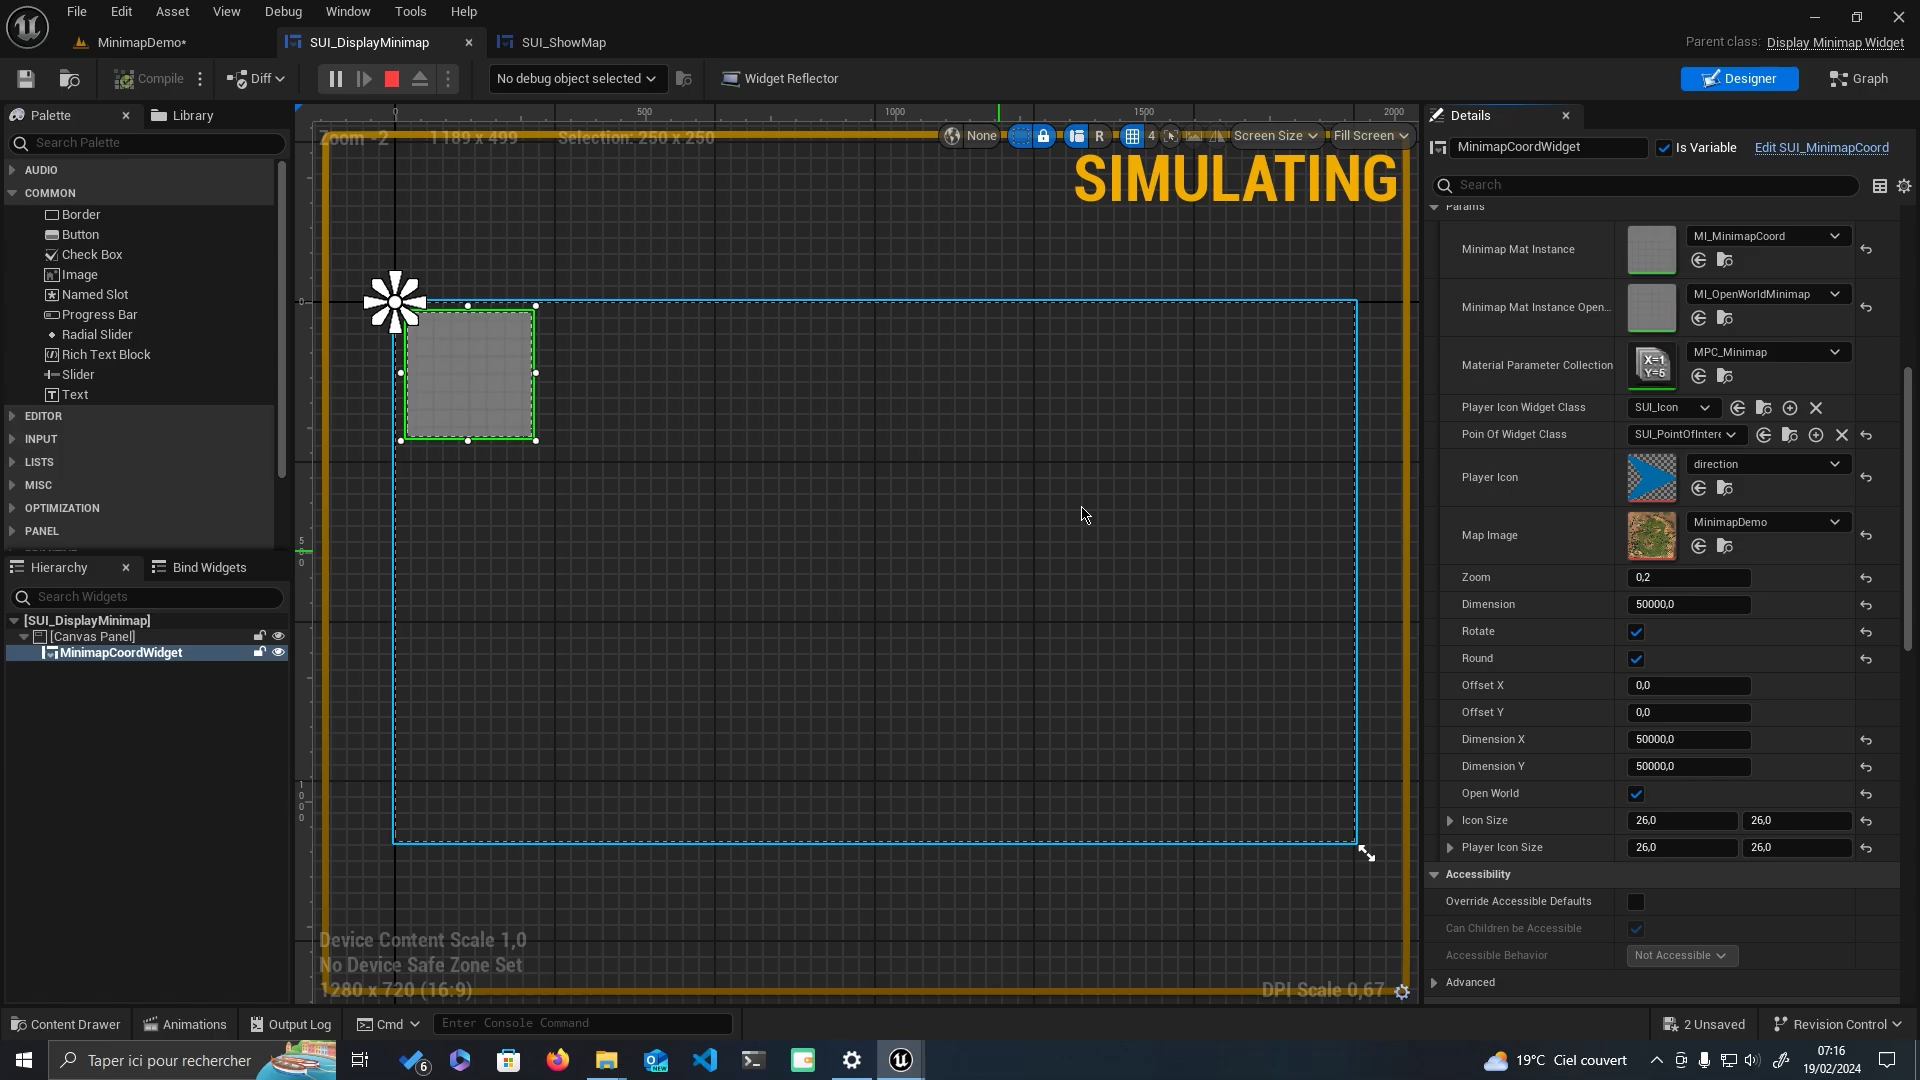 File Edit Asset View Debug Window Tools Help
MinimapDemo* SUI_DisplayMinimap SUI_ShowMap
Parent class: Display Minimap Widget
Compile Diff No debug object selected Widget Reflector Designer Graph
Palette Library
Search Palette
AUDIO
COMMON
Border
Button
Check Box
Image
Named Slot
Progress Bar
Radial Slider
Rich Text Block
Slider
Text
EDITOR
INPUT
LISTS
MISC
OPTIMIZATION
PANEL
Hierarchy Bind Widgets
Search Widgets
[SUI_DisplayMinimap]
[Canvas Panel]
MinimapCoordWidget
0 500 1000 1500 2000
Zoom -2 1189 x 499 Selection: 250 x 250
None R 4 Screen Size Fill Screen
SIMULATING
0
500
1000
Device Content Scale 1,0
No Device Safe Zone Set
1280 x 720 (16:9)
DPI Scale 0,67
Details
MinimapCoordWidget Is Variable Edit SUI_MinimapCoord
Search
Params
Minimap Mat Instance MI_MinimapCoord
Minimap Mat Instance Open... MI_OpenWorldMinimap
Material Parameter Collection X=1 Y=5 MPC_Minimap
Player Icon Widget Class SUI_Icon
Poin Of Widget Class SUI_PointOfIntere
Player Icon direction
Map Image MinimapDemo
Zoom 0,2
Dimension 50000,0
Rotate
Round
Offset X 0,0
Offset Y 0,0
Dimension X 50000,0
Dimension Y 50000,0
Open World
Icon Size 26,0 26,0
Player Icon Size 26,0 26,0
Accessibility
Override Accessible Defaults
Can Children be Accessible
Accessible Behavior Not Accessible
Advanced
Content Drawer Animations Output Log Cmd Enter Console Command 2 Unsaved Revision Control
Taper ici pour rechercher 6 NEW 19°C Ciel couvert
07:16
19/02/2024